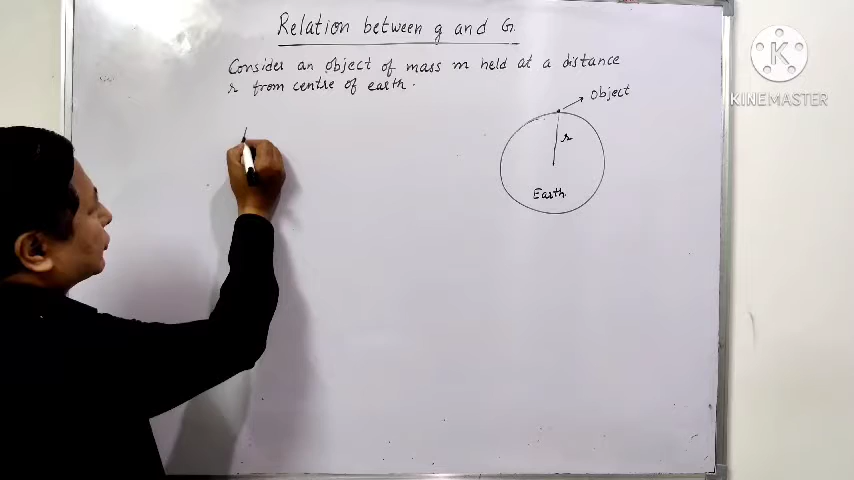 Relation between g and G.
Consider an object of mass m held at a distance
r from centre of earth.
Object
r
Earth
K
KINEMASTER